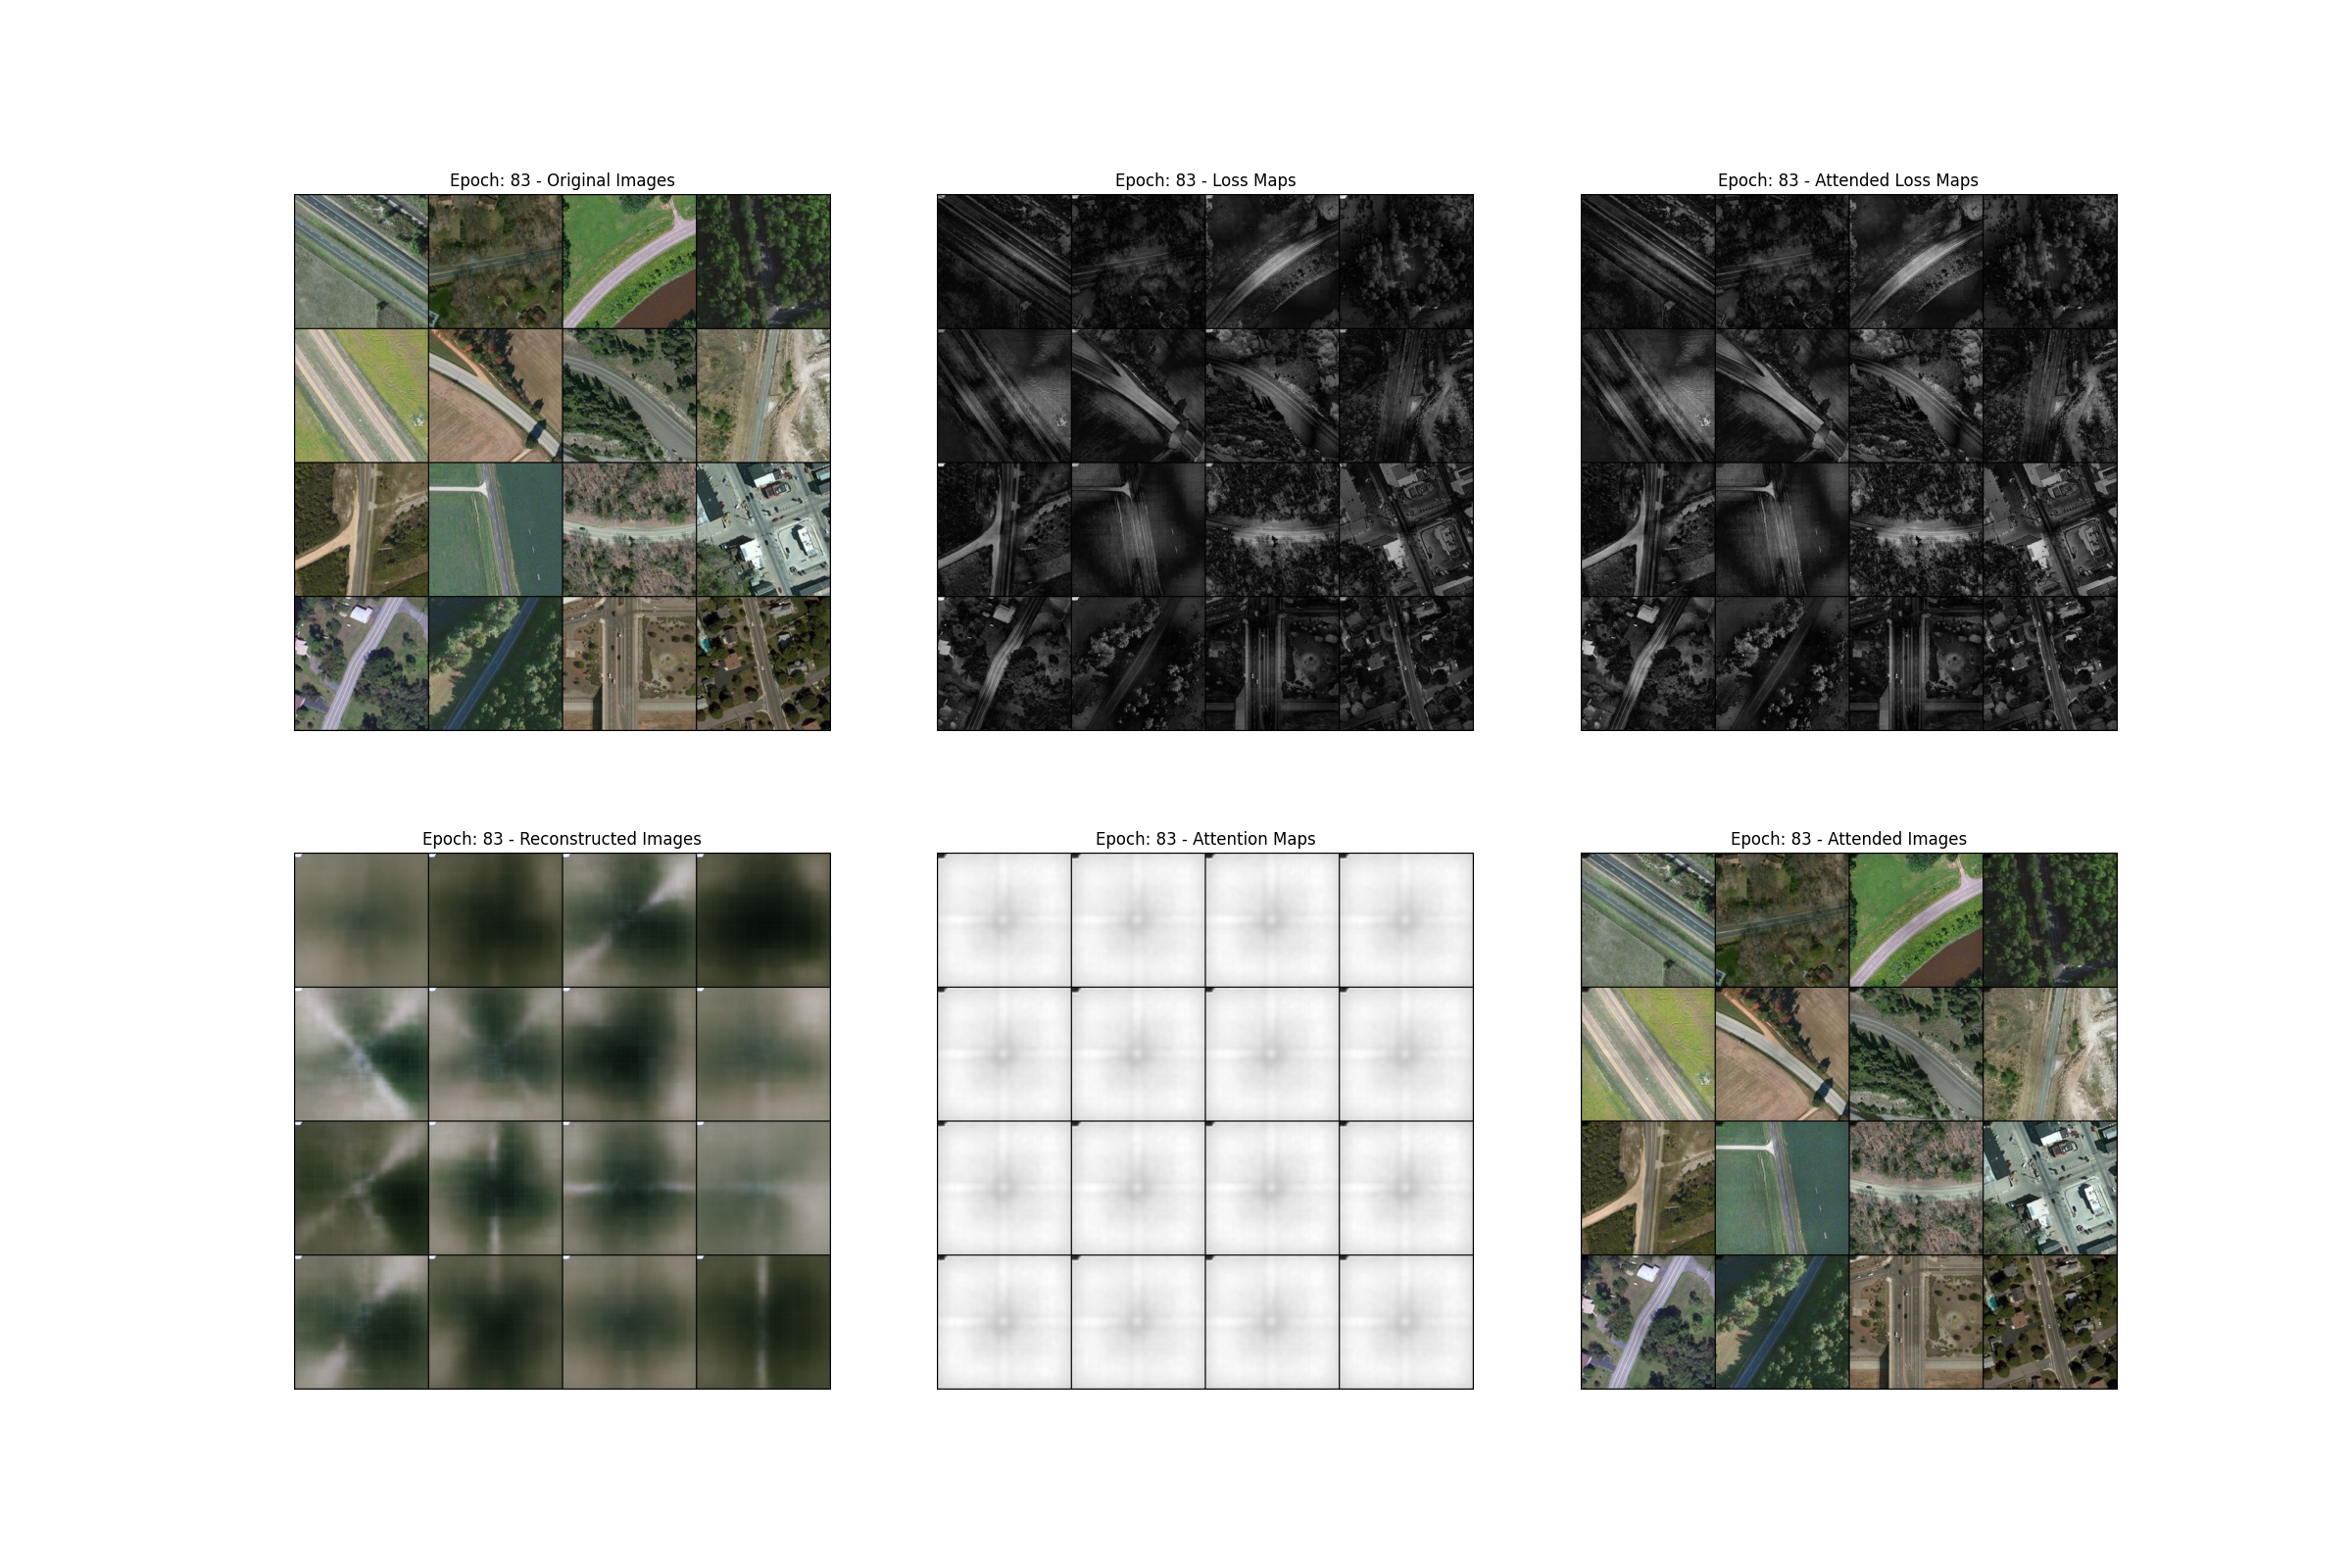 Epoch: 83 - Original Images
Epoch: 83 - Loss Maps
Epoch: 83 - Attended Loss Maps
Epoch: 83 - Reconstructed Images
Epoch: 83 - Attention Maps
Epoch: 83 - Attended Images